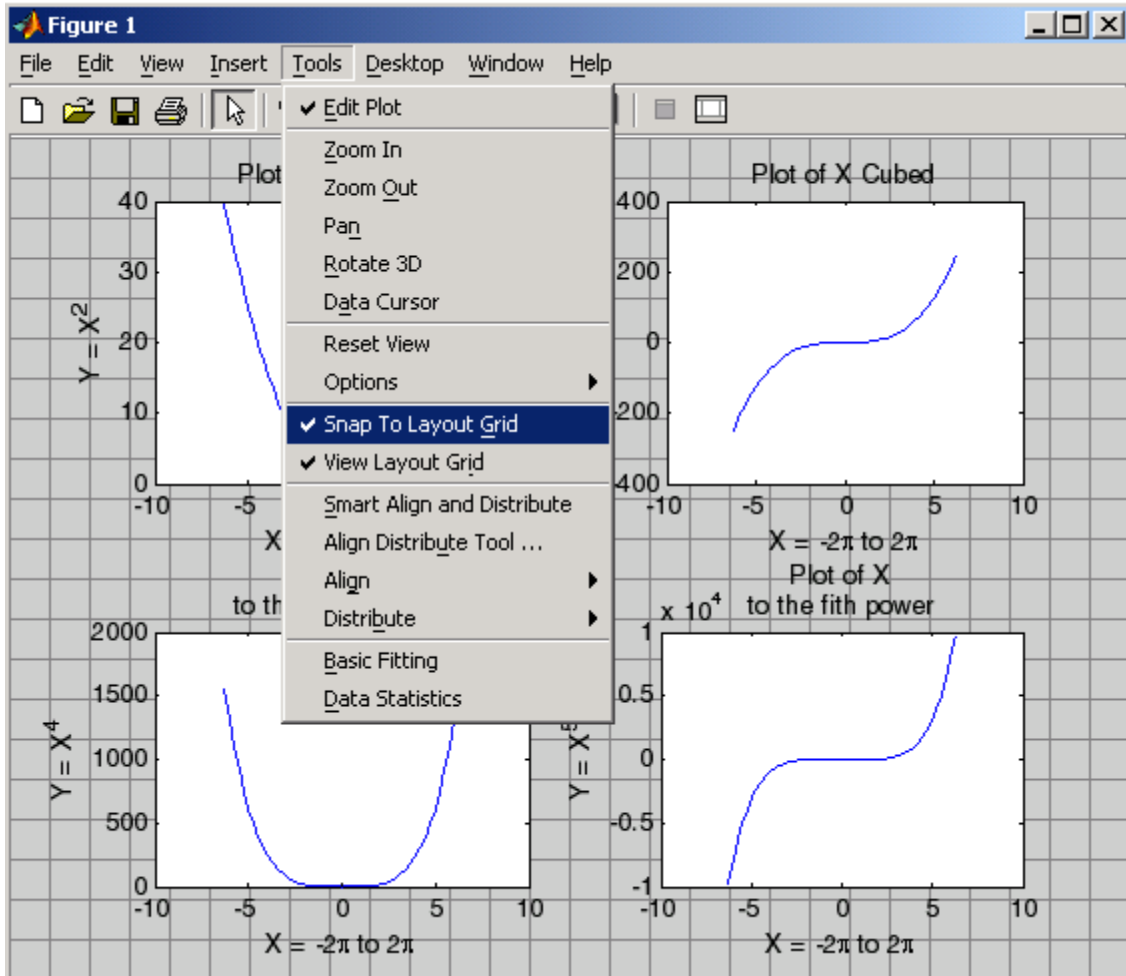 Figure 1
File Edit View Insert Tools Desktop Window Help
Edit Plot
Zoom In
Zoom Out
Pan
Rotate 3D
Data Cursor
Reset View
Options
Snap To Layout Grid
View Layout Grid
Smart Align and Distribute
Align Distribute Tool ...
Align
Distribute
Basic Fitting
Data Statistics
Plot
40
30
20
10
0
Y = X²
-10 -5
X
Plot of X Cubed
400
200
0
-200
-400
-10 -5 0 5 10
X = -2π to 2π
to th
2000
1500
1000
500
0
Y = X⁴
-10 -5 0 5 10
X = -2π to 2π
Plot of X
to the fith power
x 10⁴
1
0.5
0
-0.5
-1
Y = X⁵
-10 -5 0 5 10
X = -2π to 2π